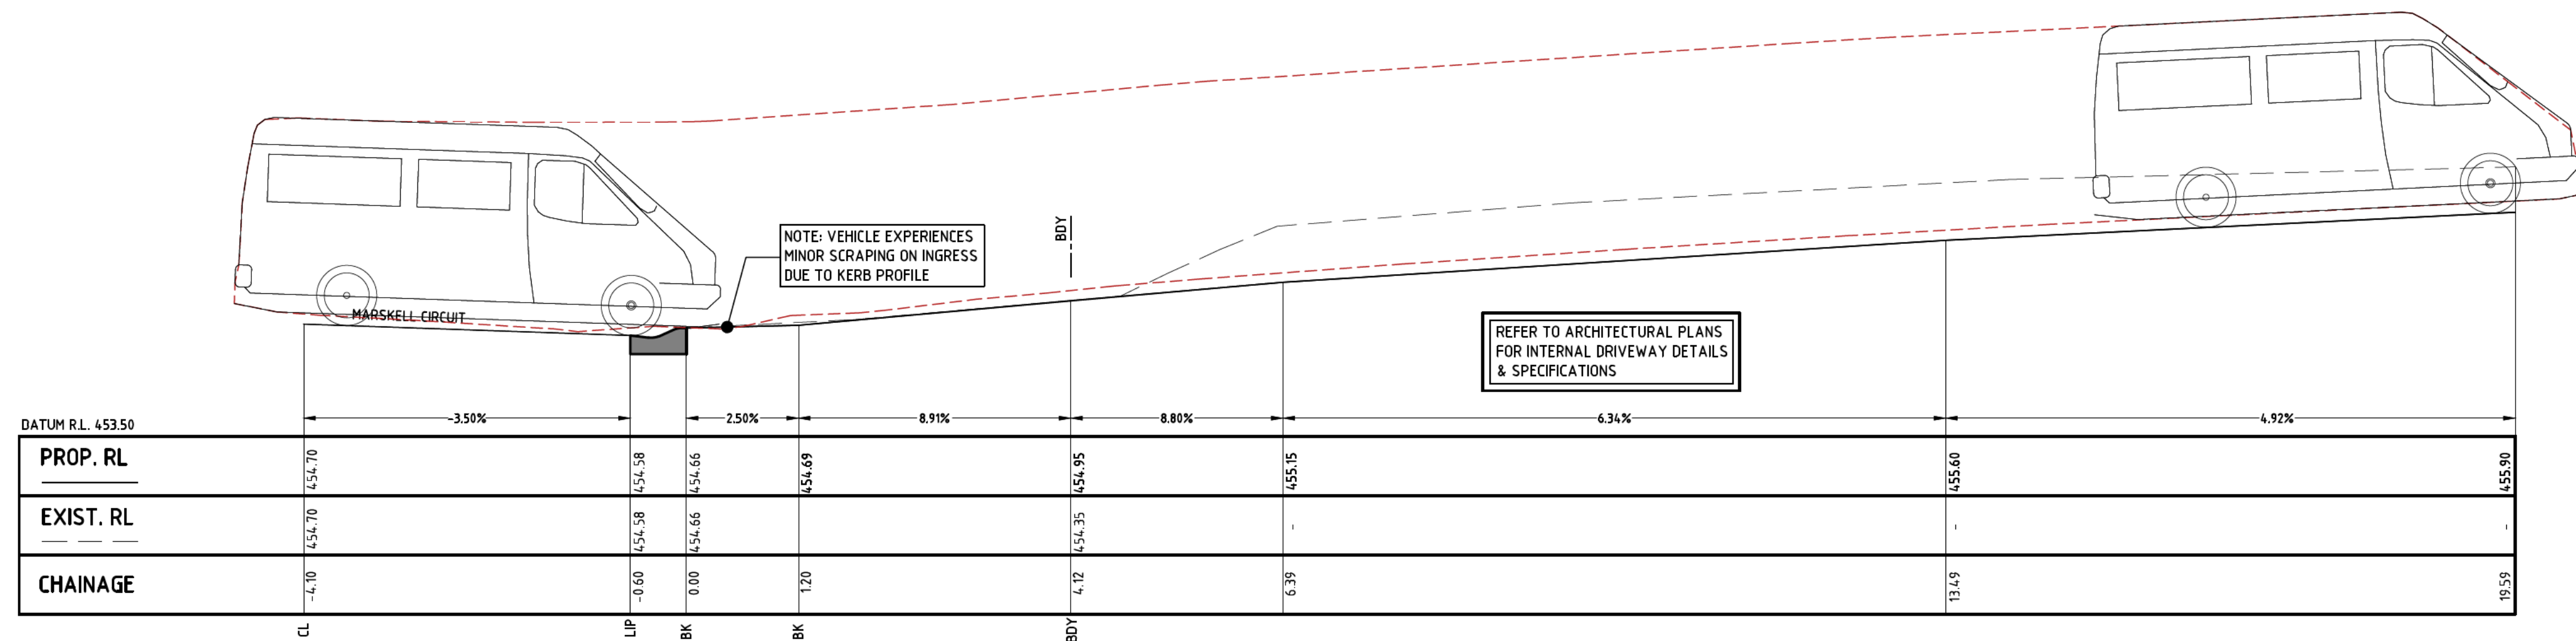 NOTE: VEHICLE EXPERIENCES
MINOR SCRAPING ON INGRESS
DUE TO KERB PROFILE
BDY
MARSKELL CIRCUIT
REFER TO ARCHITECTURAL PLANS
FOR INTERNAL DRIVEWAY DETAILS
& SPECIFICATIONS
-3.50% 2.50% 8.91% 8.80% 6.34% 4.92%
DATUM R.L. 453.50
PROP. RL 454.70 454.58 454.66 454.69 454.95 455.15 455.60 455.90
EXIST. RL 454.70 454.58 454.66 454.35 - - -
CHAINAGE -4.10 -0.60 0.00 1.20 4.12 6.39 13.49 19.59
CL LIP BK BK BDY